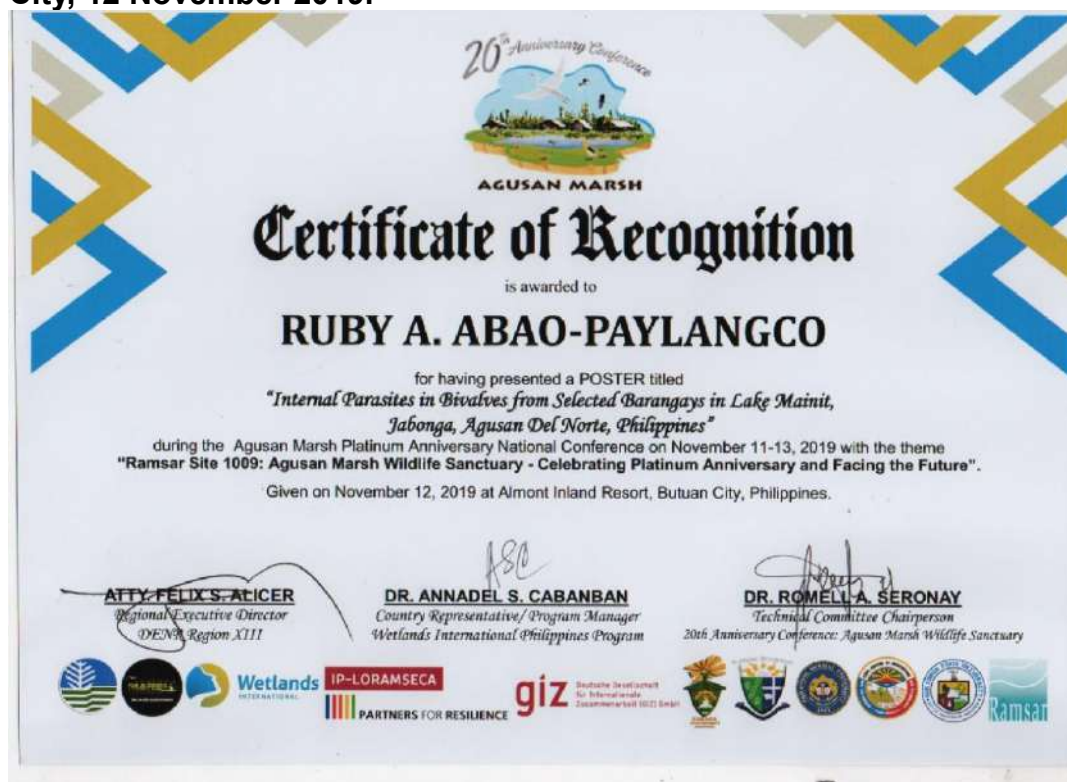 City, 12 November 2019.
20th Anniversary Conference
AGUSAN MARSH
Certificate of Recognition
is awarded to
RUBY A. ABAO-PAYLANGCO
for having presented a POSTER titled
"Internal Parasites in Bivalves from Selected Barangays in Lake Mainit,
Jabonga, Agusan Del Norte, Philippines"
during the Agusan Marsh Platinum Anniversary National Conference on November 11-13, 2019 with the theme
"Ramsar Site 1009: Agusan Marsh Wildlife Sanctuary - Celebrating Platinum Anniversary and Facing the Future".
Given on November 12, 2019 at Almont Inland Resort, Butuan City, Philippines.
ATTY. FELIX S. ALICER
Regional Executive Director
DENR Region XIII
DR. ANNADEL S. CABANBAN
Country Representative/ Program Manager
Wetlands International Philippines Program
DR. ROMELL A. SERONAY
Technical Committee Chairperson
20th Anniversary Conference: Agusan Marsh Wildlife Sanctuary
Wetlands
INTERNATIONAL
IP-LORAMSECA
PARTNERS FOR RESILIENCE
giz
Deutsche Gesellschaft
für Internationale
Zusammenarbeit (GIZ) GmbH
Ramsar